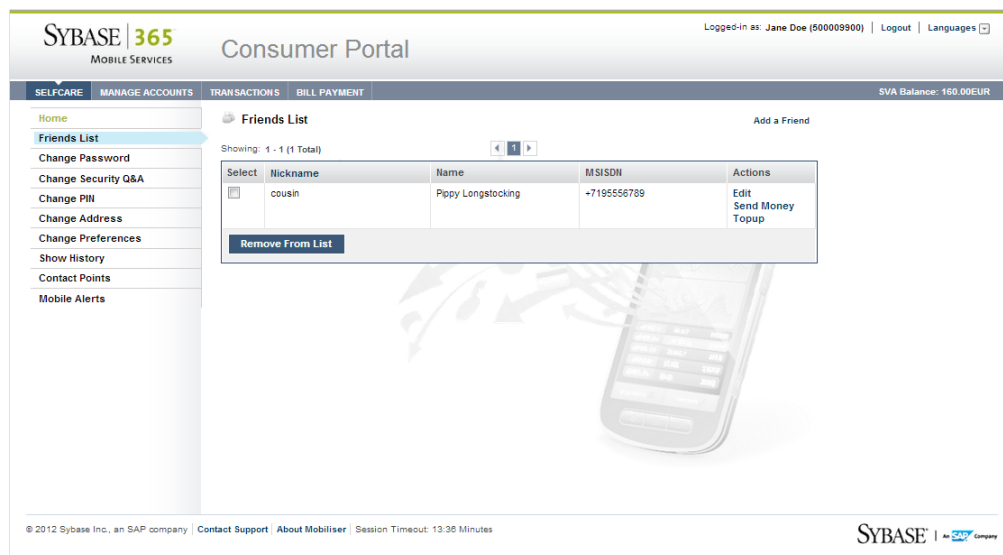 SYBASE 365
MOBILE SERVICES
Consumer Portal
Logged-in as: Jane Doe (500009900) | Logout | Languages
SELFCARE MANAGE ACCOUNTS TRANSACTIONS BILL PAYMENT SVA Balance: 160.00EUR
Home
Friends List
Change Password
Change Security Q&A
Change PIN
Change Address
Change Preferences
Show History
Contact Points
Mobile Alerts
Friends List
Add a Friend
Showing: 1 - 1 (1 Total)
1
Select Nickname Name MSISDN Actions
cousin Pippy Longstocking +7195556789 Edit
Send Money
Topup
Remove From List
© 2012 Sybase Inc., an SAP company | Contact Support | About Mobiliser | Session Timeout: 13:36 Minutes
SYBASE | An SAP Company